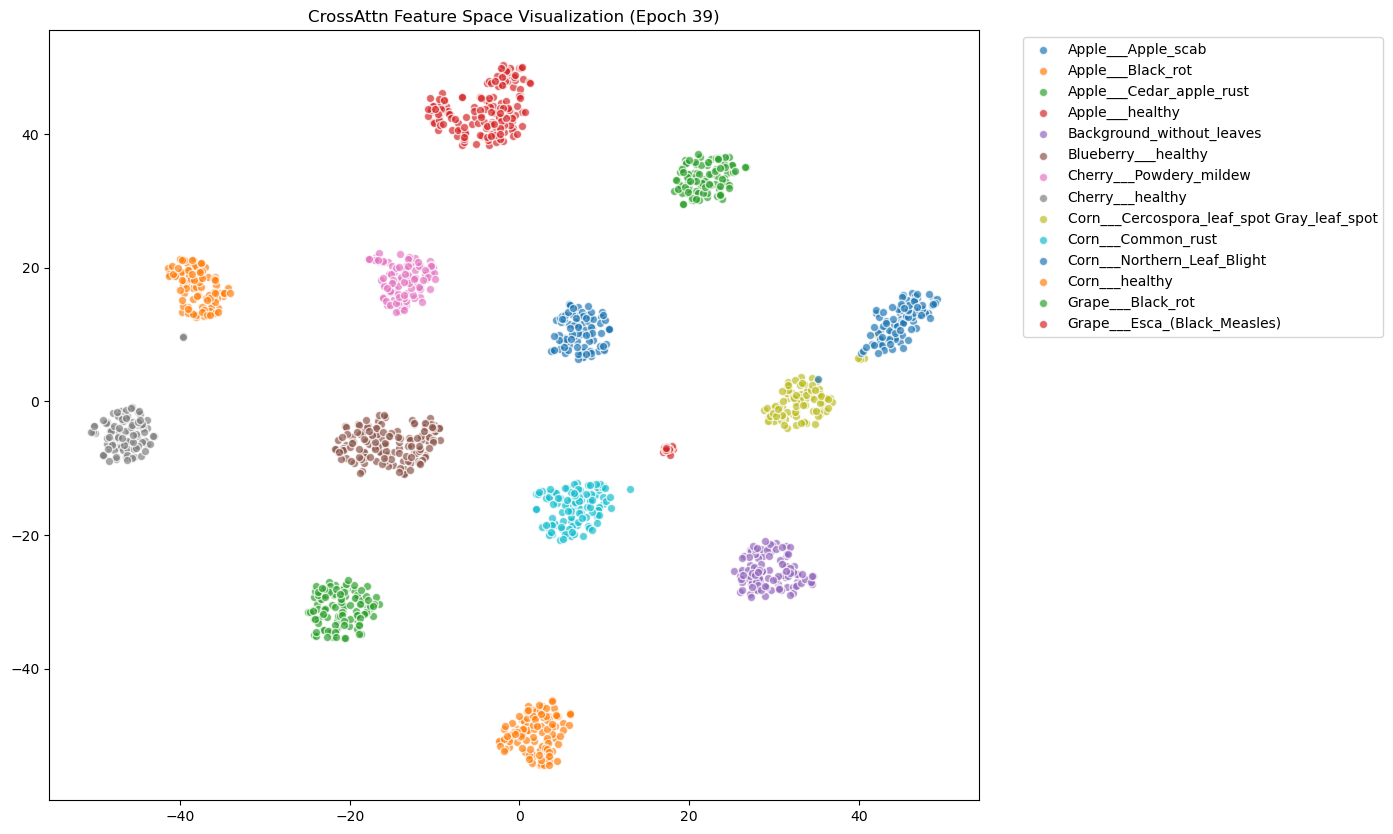 CrossAttn Feature Space Visualization (Epoch 39)
Apple___Apple_scab
Apple___Black_rot
Apple___Cedar_apple_rust
Apple___healthy
Background_without_leaves
Blueberry___healthy
Cherry___Powdery_mildew
Cherry___healthy
Corn___Cercospora_leaf_spot Gray_leaf_spot
Corn___Common_rust
Corn___Northern_Leaf_Blight
Corn___healthy
Grape___Black_rot
Grape___Esca_(Black_Measles)
40
20
0
−20
−40
−40
−20
0
20
40